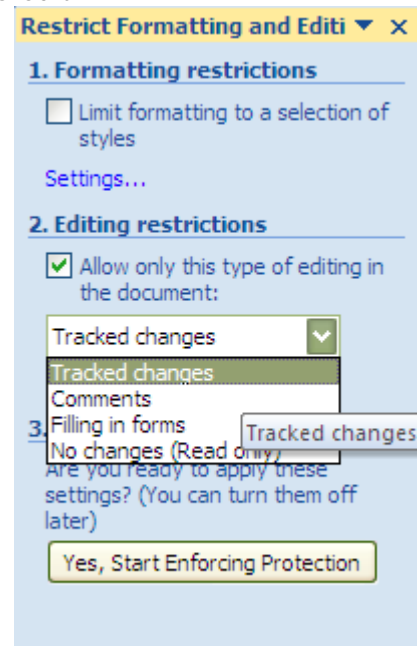 Restrict Formatting and Editi
1. Formatting restrictions
Limit formatting to a selection of
styles
Settings...
2. Editing restrictions
Allow only this type of editing in
the document:
Tracked changes
Tracked changes
Comments
Filling in forms
Tracked changes
3.
No changes (Read only)
Are you ready to apply these
settings? (You can turn them off
later)
Yes, Start Enforcing Protection